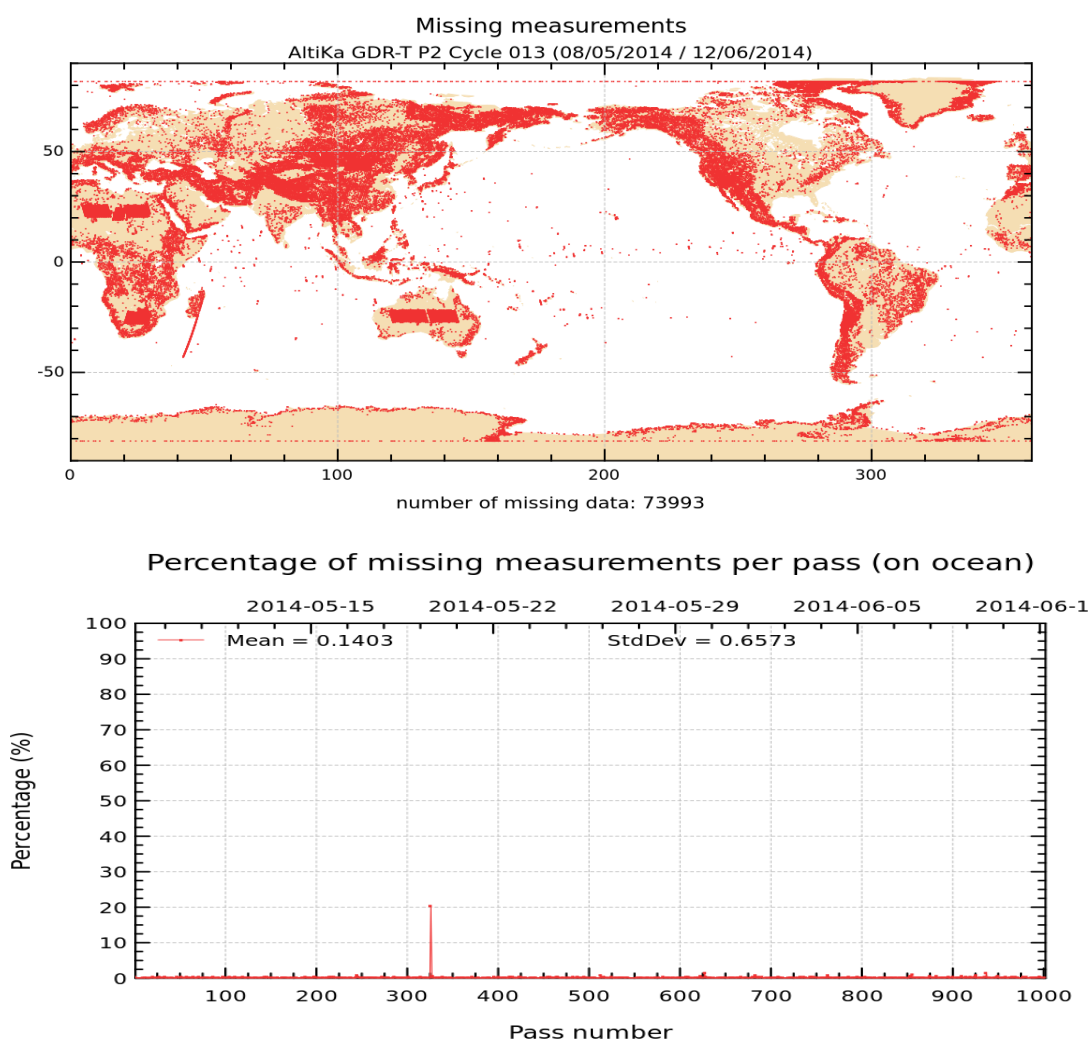 Missing measurements
AltiKa GDR-T P2 Cycle 013 (08/05/2014 / 12/06/2014)
50
0
-50
0 100 200 300
number of missing data: 73993
Percentage of missing measurements per pass (on ocean)
2014-05-15 2014-05-22 2014-05-29 2014-06-05 2014-06-1
Mean = 0.1403 StdDev = 0.6573
100
90
80
70
60
50
40
30
20
10
0
Percentage (%)
100 200 300 400 500 600 700 800 900 1000
Pass number